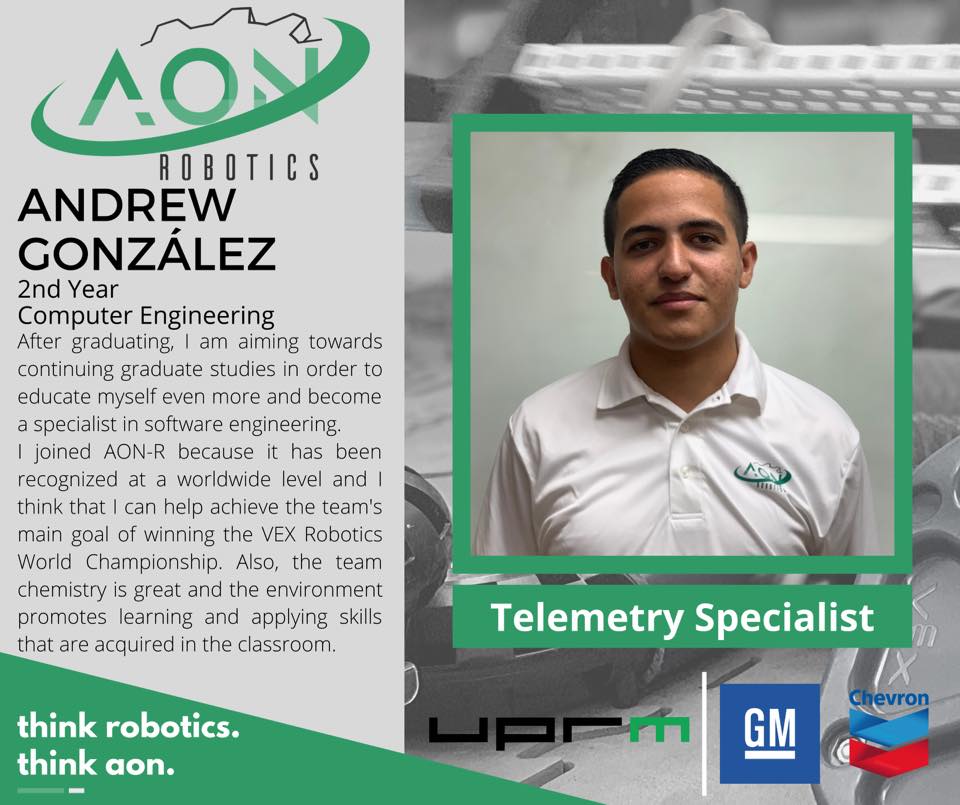 AON
ROBOTICS
ANDREW
GONZÁLEZ
2nd Year
Computer Engineering
After graduating, I am aiming towards
continuing graduate studies in order to
educate myself even more and become
a specialist in software engineering.
I joined AON-R because it has been
recognized at a worldwide level and I
think that I can help achieve the team's
main goal of winning the VEX Robotics
World Championship. Also, the team
chemistry is great and the environment
promotes learning and applying skills
that are acquired in the classroom.
think robotics.
think aon.
AON
ROBOTICS
Telemetry Specialist
uprm
GM
Chevron